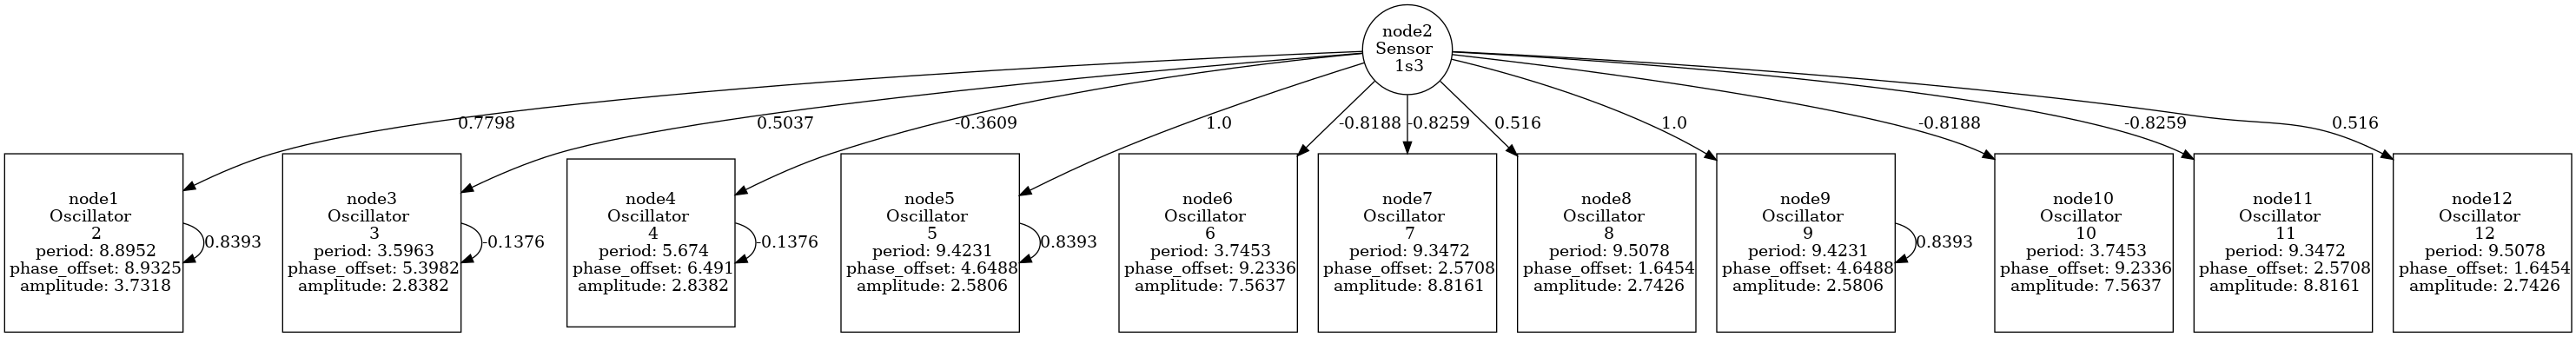 node2
Sensor
1s3
0.7798
0.5037
-0.3609
1.0
-0.8188
-0.8259
0.516
1.0
-0.8188
-0.8259
0.516
node1
Oscillator
2
period: 8.8952
phase_offset: 8.9325
amplitude: 3.7318
0.8393
node3
Oscillator
3
period: 3.5963
phase_offset: 5.3982
amplitude: 2.8382
-0.1376
node4
Oscillator
4
period: 5.674
phase_offset: 6.491
amplitude: 2.8382
-0.1376
node5
Oscillator
5
period: 9.4231
phase_offset: 4.6488
amplitude: 2.5806
0.8393
node6
Oscillator
6
period: 3.7453
phase_offset: 9.2336
amplitude: 7.5637
node7
Oscillator
7
period: 9.3472
phase_offset: 2.5708
amplitude: 8.8161
node8
Oscillator
8
period: 9.5078
phase_offset: 1.6454
amplitude: 2.7426
node9
Oscillator
9
period: 9.4231
phase_offset: 4.6488
amplitude: 2.5806
0.8393
node10
Oscillator
10
period: 3.7453
phase_offset: 9.2336
amplitude: 7.5637
node11
Oscillator
11
period: 9.3472
phase_offset: 2.5708
amplitude: 8.8161
node12
Oscillator
12
period: 9.5078
phase_offset: 1.6454
amplitude: 2.7426